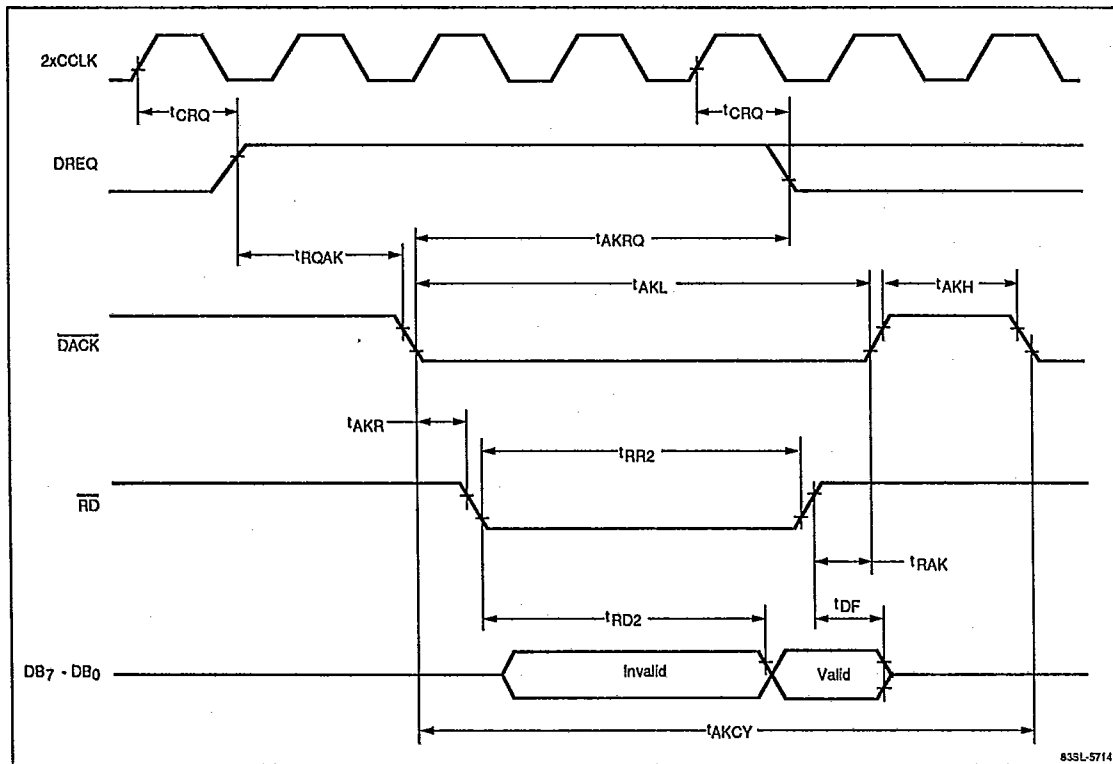 2xCCLK
tCRQ
tCRQ
DREQ
tAKRQ
tRQAK
tAKL
tAKH
DACK
tAKR
tRR2
RD
tRAK
tDF
tRD2
DB7 - DB0
Invalid
Valid
tAKCY
83SL-5714